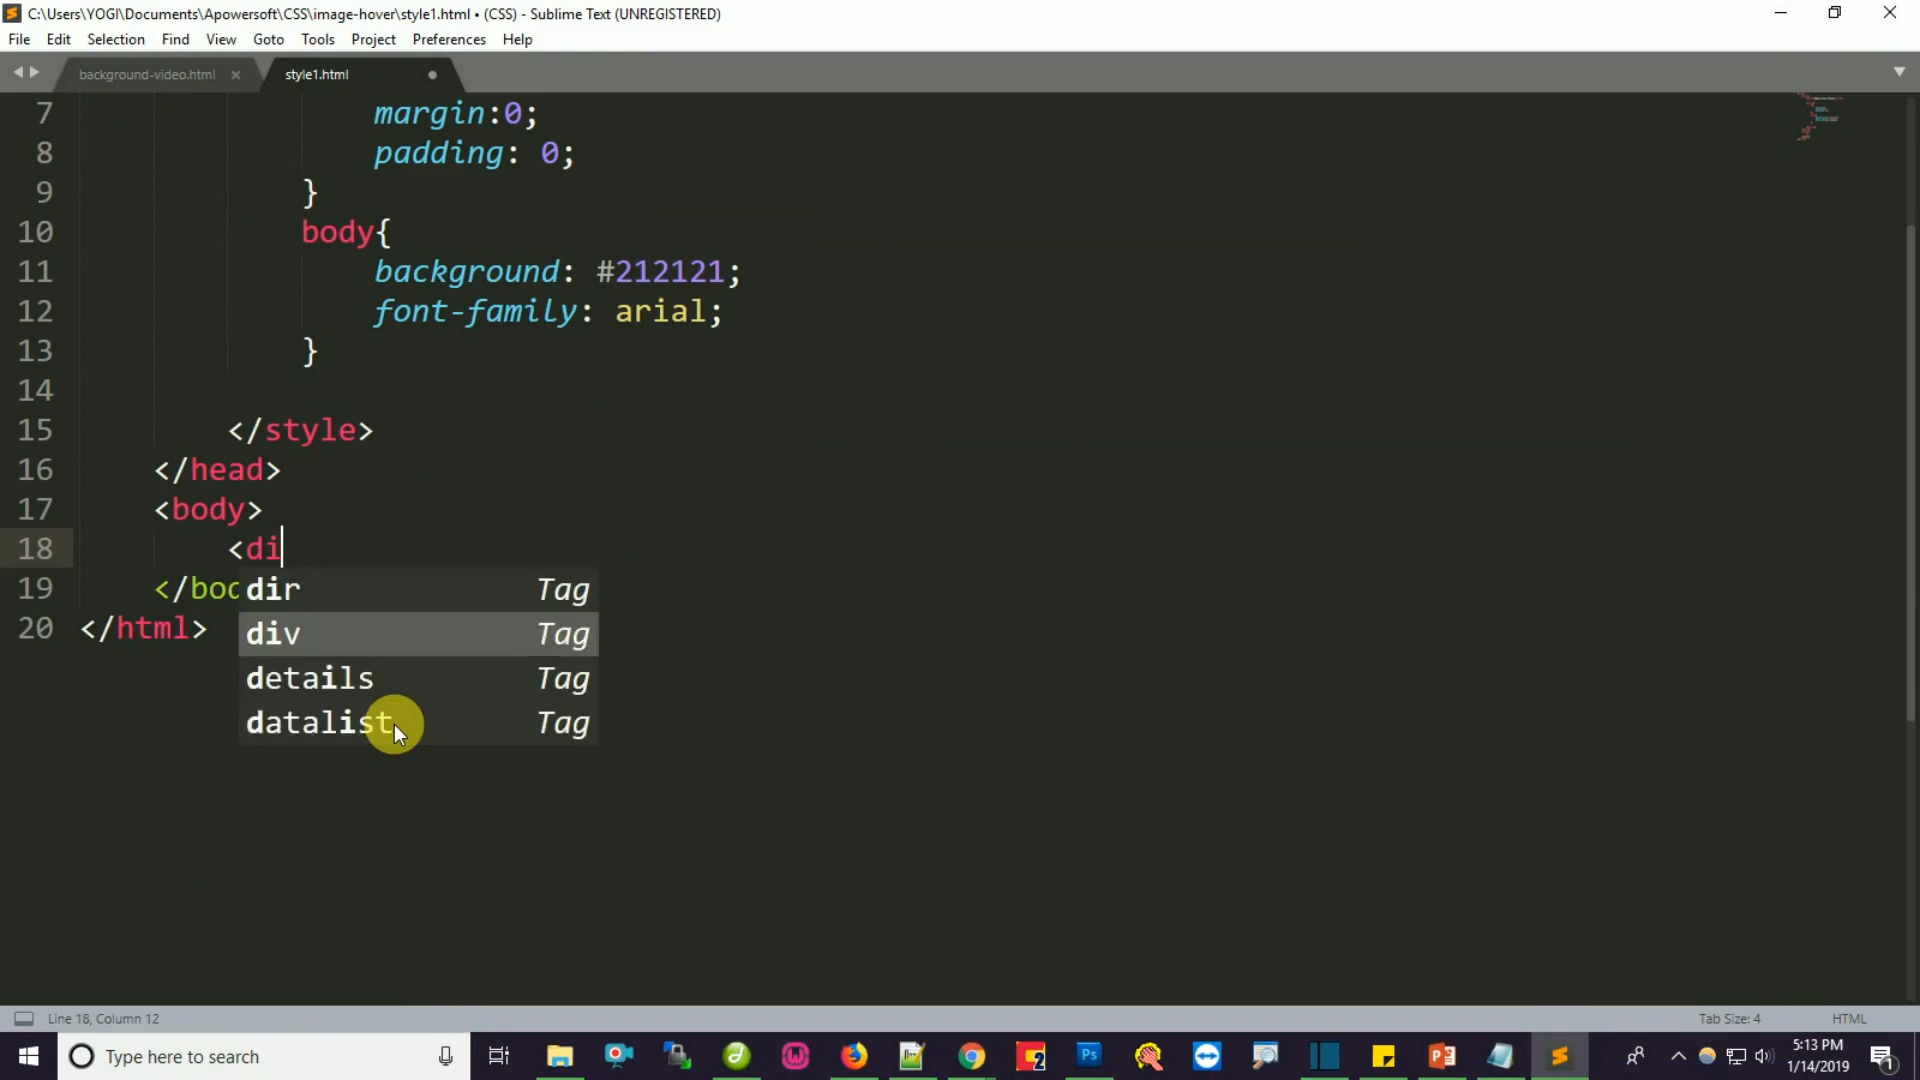 C:\Users\YOGI\Documents\Apowersoft\CSS\image-hover\style1.html • (CSS) - Sublime Text (UNREGISTERED)
File Edit Selection Find View Goto Tools Project Preferences Help
background-video.html × style1.html
7 margin:0;
8 padding: 0;
9 }
10 body{
11 background: #212121;
12 font-family: arial;
13 }
14
15 </style>
16 </head>
17 <body>
18 <di
19 </bod
20 </html>
dir Tag
div Tag
details Tag
datalist Tag
Line 18, Column 12 Tab Size: 4 HTML
Type here to search
2
Ps
5:13 PM
1/14/2019
1